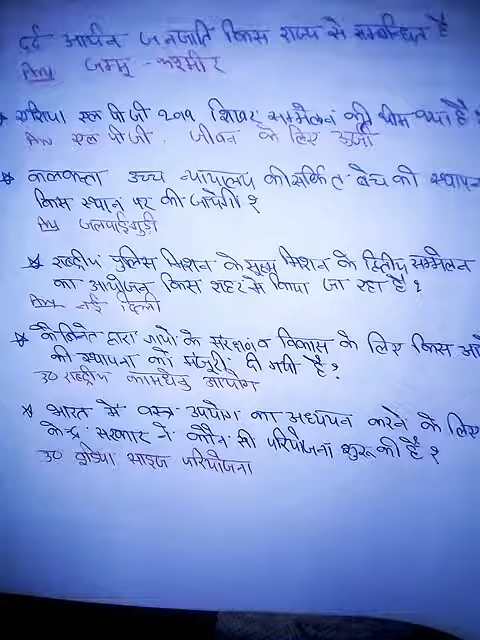 दर्द आर्यन जनजाति किस राज्य से सम्बन्धित है
Ans जम्मू - कश्मीर
एशिया एल पी जी २०१९ शिखर सम्मेलन की थीम क्या है ?
Ans एल पी जी . जीवन के लिए ऊर्जा
* कलकत्ता उच्च न्यायालय की सर्किट बेंच की स्थापन
किस स्थान पर की जायेगी ?
Ans जलपाईगुड़ी
* राष्ट्रीय पुलिस मिशन के सूक्ष्म मिशन के द्वितीय सम्मेलन
का आयोजन किस शहर में किया जा रहा है ?
Ans नई दिल्ली
* कैबिनेट द्वारा गायो के संरक्षण व विकास के लिए किस आ
की स्थापना को मंजूरी दी गयी है ?
उ० राष्ट्रीय कामधेनु आयोग
* भारत में वस्त्र उपयोग का अध्ययन करने के लिए
केन्द्र सरकार ने कौन सी परियोजना शुरू की है ?
उ० इंडिया साइज परियोजना